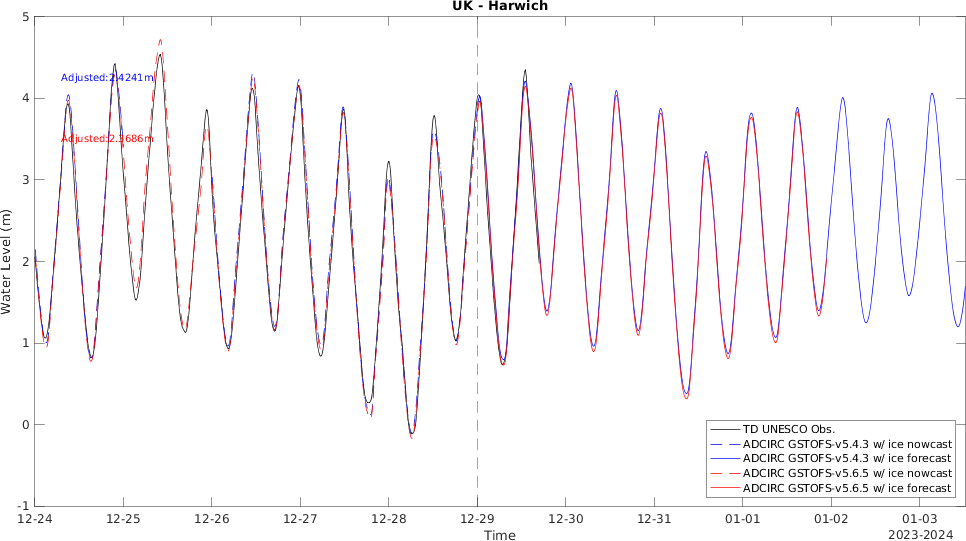 UK - Harwich
5
4
3
2
1
0
-1
Water Level (m)
Adjusted:2.4241m
Adjusted:2.3686m
TD UNESCO Obs.
ADCIRC GSTOFS-v5.4.3 w/ ice nowcast
ADCIRC GSTOFS-v5.4.3 w/ ice forecast
ADCIRC GSTOFS-v5.6.5 w/ ice nowcast
ADCIRC GSTOFS-v5.6.5 w/ ice forecast
12-24 12-25 12-26 12-27 12-28 12-29 12-30 12-31 01-01 01-02 01-03
Time
2023-2024